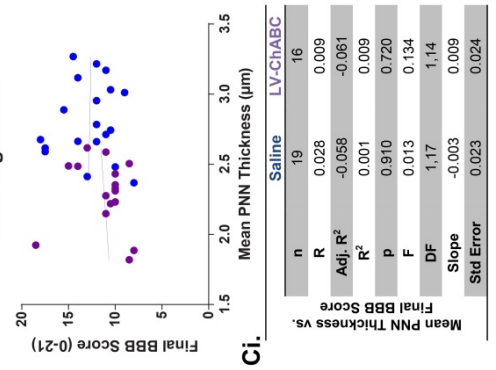 20
15
10
5
0
Final BBB Score (0-21)
1.5
2.0
2.5
3.0
3.5
Mean PNN Thickness (µm)
Ci.
Saline LV-ChABC
Mean PNN Thickness vs.
Final BBB Score
n 19 16
R 0.028 0.009
Adj. R² -0.058 -0.061
R² 0.001 0.009
p 0.910 0.720
F 0.013 0.134
DF 1,17 1,14
Slope -0.003 0.009
Std Error 0.023 0.024